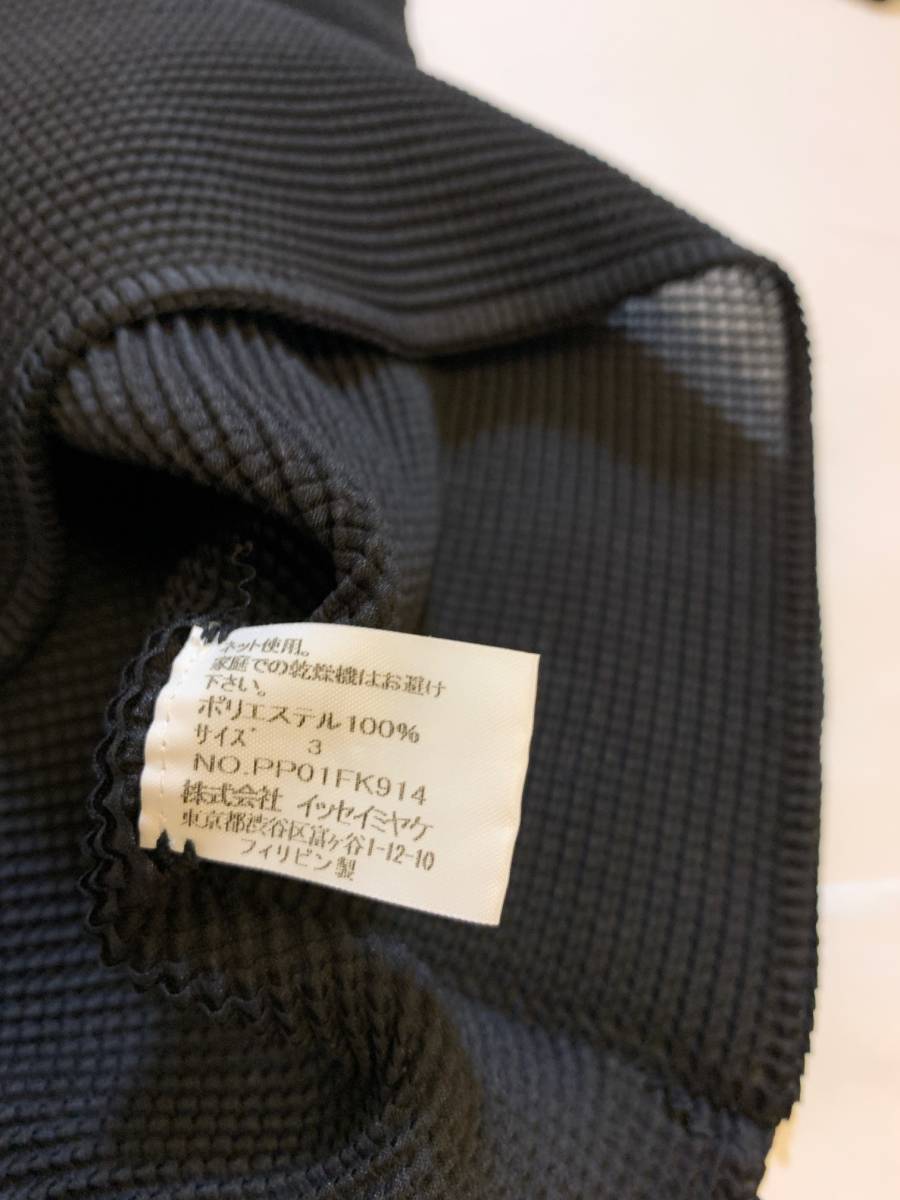 ネット使用。
家庭での乾燥機はお避け
下さい。
ポリエステル100%
サイズ 3
NO.PP01FK914
株式会社 イッセイミヤケ
東京都渋谷区富ヶ谷1-12-10
フィリピン製